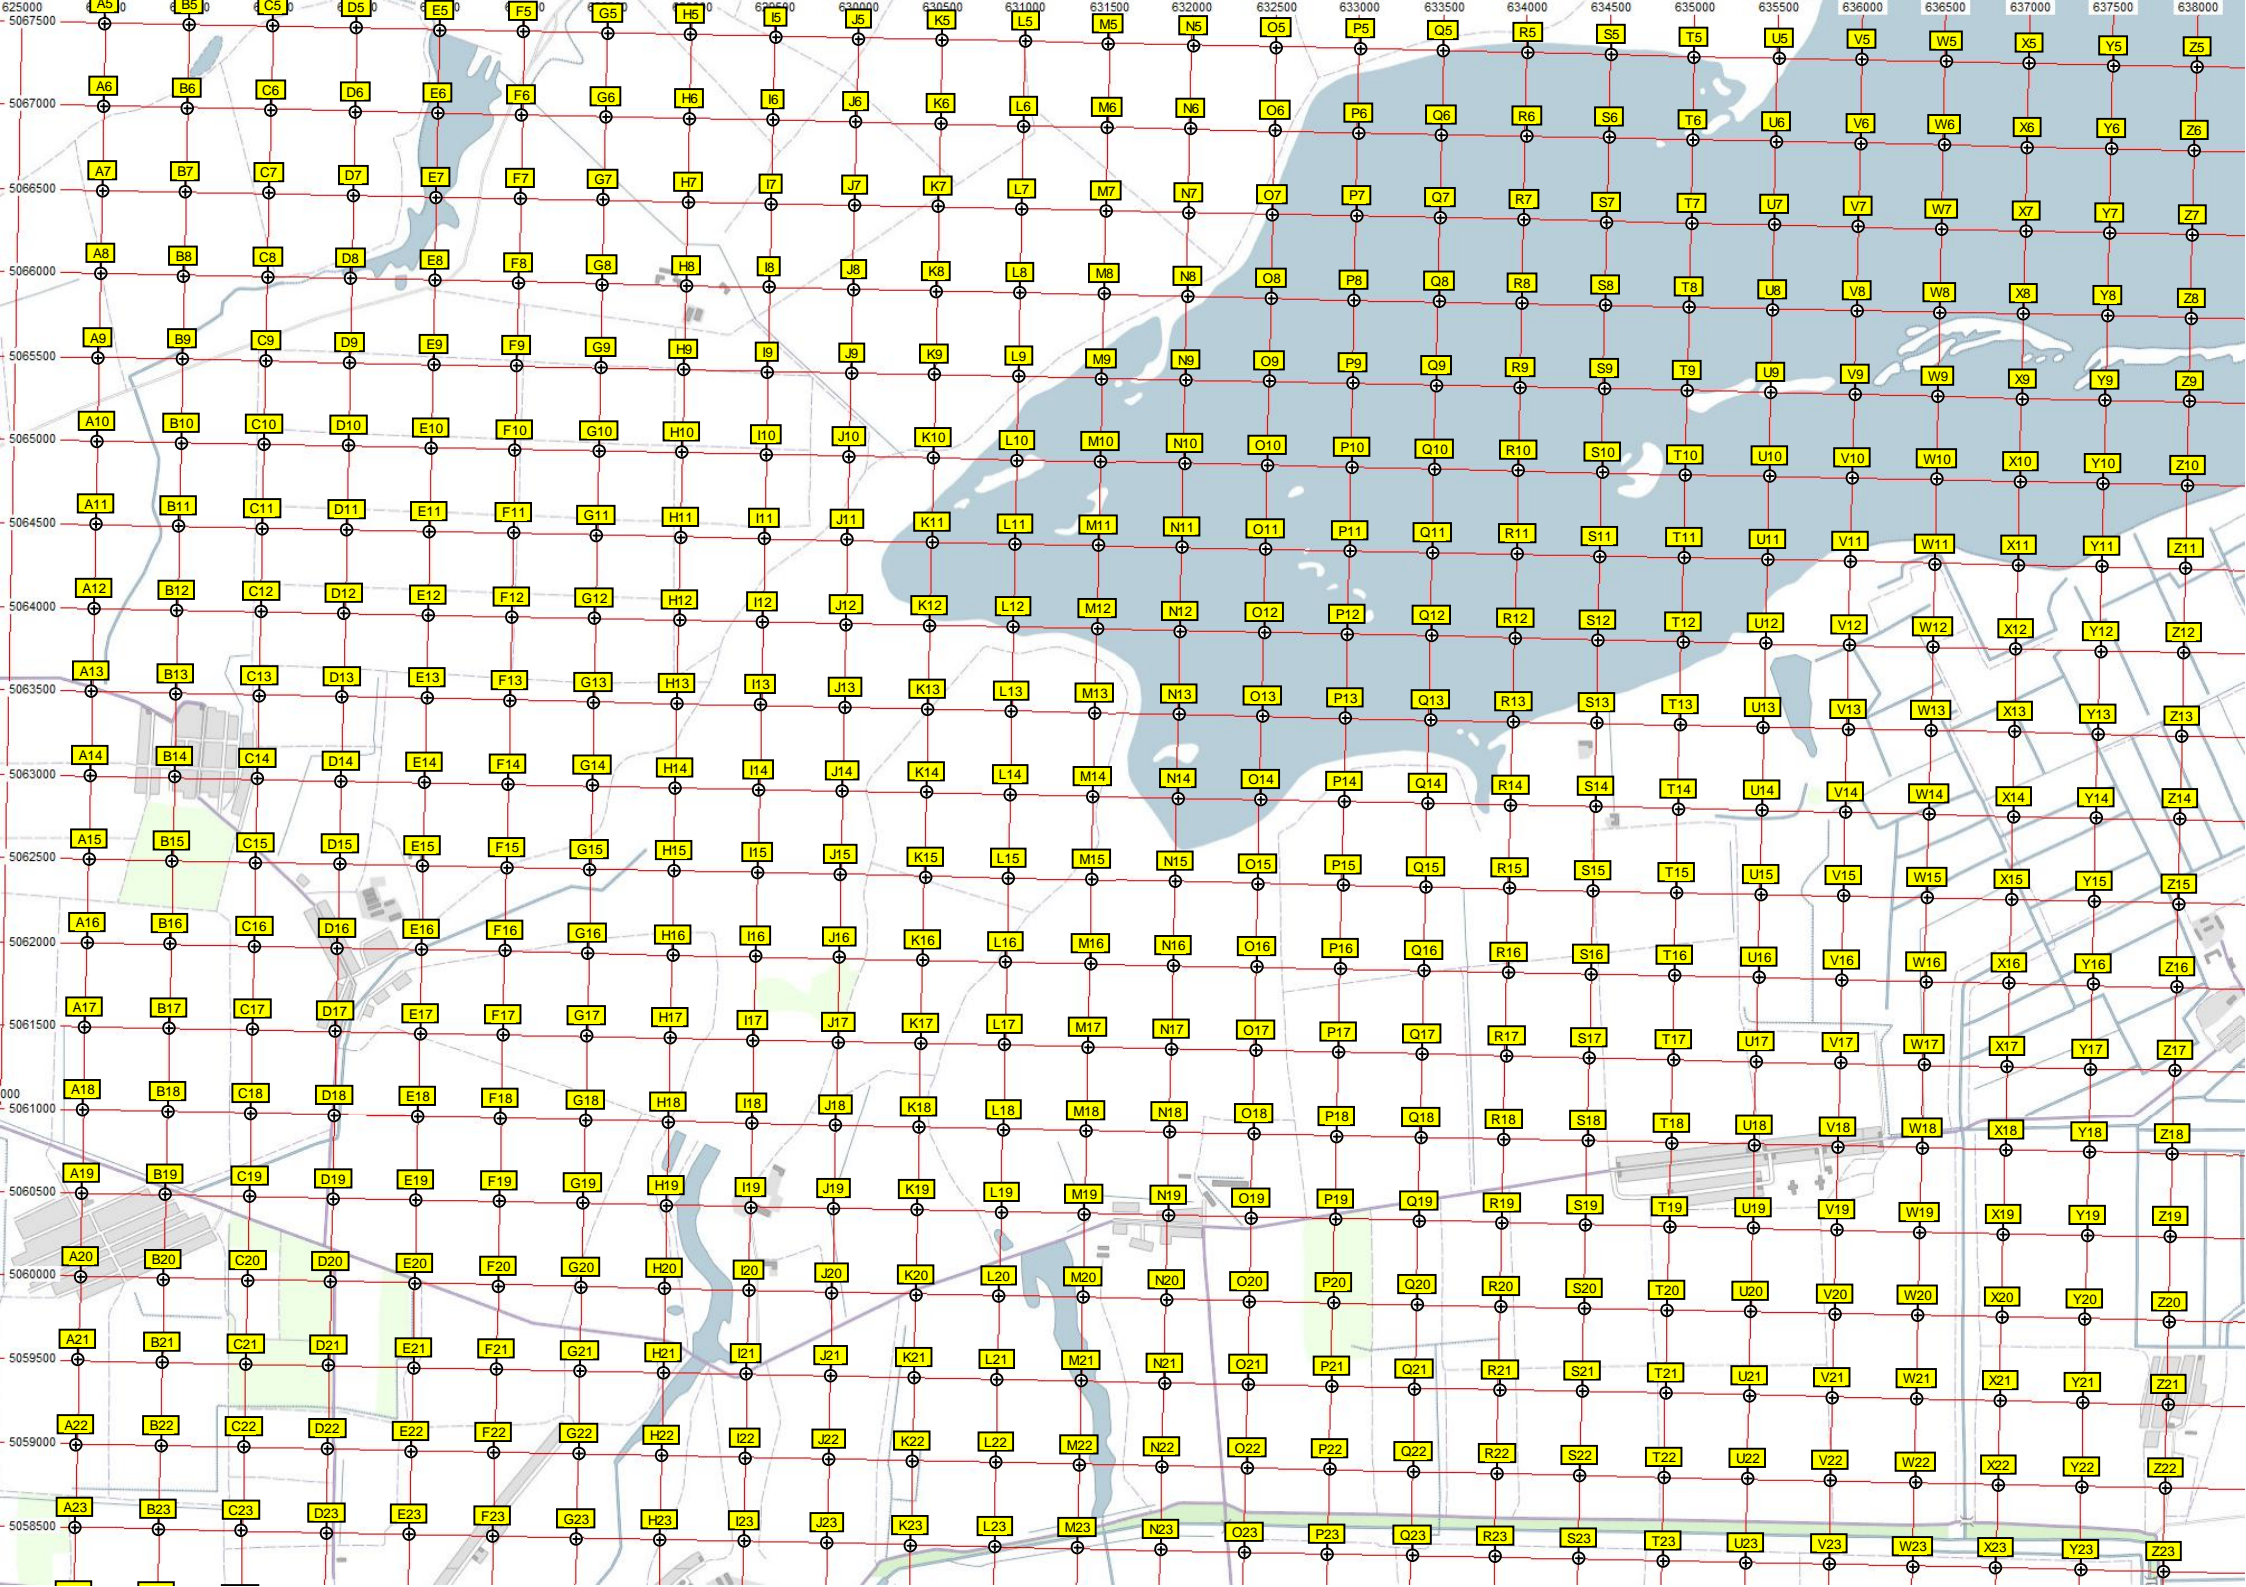 625000 630000 630500 631000 631500 632000 632500 633000 633500 634000 634500 635000 635500 636000 636500 637000 637500 638000
5067500 A5 B5 C5 D5 E5 F5 G5 H5 I5 J5 K5 L5 M5 N5 O5 P5 Q5 R5 S5 T5 U5 V5 W5 X5 Y5 Z5
5067000 A6 B6 C6 D6 E6 F6 G6 H6 I6 J6 K6 L6 M6 N6 O6 P6 Q6 R6 S6 T6 U6 V6 W6 X6 Y6 Z6
5066500 A7 B7 C7 D7 E7 F7 G7 H7 I7 J7 K7 L7 M7 N7 O7 P7 Q7 R7 S7 T7 U7 V7 W7 X7 Y7 Z7
5066000 A8 B8 C8 D8 E8 F8 G8 H8 I8 J8 K8 L8 M8 N8 O8 P8 Q8 R8 S8 T8 U8 V8 W8 X8 Y8 Z8
5065500 A9 B9 C9 D9 E9 F9 G9 H9 I9 J9 K9 L9 M9 N9 O9 P9 Q9 R9 S9 T9 U9 V9 W9 X9 Y9 Z9
5065000 A10 B10 C10 D10 E10 F10 G10 H10 I10 J10 K10 L10 M10 N10 O10 P10 Q10 R10 S10 T10 U10 V10 W10 X10 Y10 Z10
5064500 A11 B11 C11 D11 E11 F11 G11 H11 I11 J11 K11 L11 M11 N11 O11 P11 Q11 R11 S11 T11 U11 V11 W11 X11 Y11 Z11
5064000 A12 B12 C12 D12 E12 F12 G12 H12 I12 J12 K12 L12 M12 N12 O12 P12 Q12 R12 S12 T12 U12 V12 W12 X12 Y12 Z12
5063500 A13 B13 C13 D13 E13 F13 G13 H13 I13 J13 K13 L13 M13 N13 O13 P13 Q13 R13 S13 T13 U13 V13 W13 X13 Y13 Z13
5063000 A14 B14 C14 D14 E14 F14 G14 H14 I14 J14 K14 L14 M14 N14 O14 P14 Q14 R14 S14 T14 U14 V14 W14 X14 Y14 Z14
5062500 A15 B15 C15 D15 E15 F15 G15 H15 I15 J15 K15 L15 M15 N15 O15 P15 Q15 R15 S15 T15 U15 V15 W15 X15 Y15 Z15
5062000 A16 B16 C16 D16 E16 F16 G16 H16 I16 J16 K16 L16 M16 N16 O16 P16 Q16 R16 S16 T16 U16 V16 W16 X16 Y16 Z16
5061500 A17 B17 C17 D17 E17 F17 G17 H17 I17 J17 K17 L17 M17 N17 O17 P17 Q17 R17 S17 T17 U17 V17 W17 X17 Y17 Z17
000
5061000 A18 B18 C18 D18 E18 F18 G18 H18 I18 J18 K18 L18 M18 N18 O18 P18 Q18 R18 S18 T18 U18 V18 W18 X18 Y18 Z18
5060500 A19 B19 C19 D19 E19 F19 G19 H19 I19 J19 K19 L19 M19 N19 O19 P19 Q19 R19 S19 T19 U19 V19 W19 X19 Y19 Z19
5060000 A20 B20 C20 D20 E20 F20 G20 H20 I20 J20 K20 L20 M20 N20 O20 P20 Q20 R20 S20 T20 U20 V20 W20 X20 Y20 Z20
5059500 A21 B21 C21 D21 E21 F21 G21 H21 I21 J21 K21 L21 M21 N21 O21 P21 Q21 R21 S21 T21 U21 V21 W21 X21 Y21 Z21
5059000 A22 B22 C22 D22 E22 F22 G22 H22 I22 J22 K22 L22 M22 N22 O22 P22 Q22 R22 S22 T22 U22 V22 W22 X22 Y22 Z22
5058500 A23 B23 C23 D23 E23 F23 G23 H23 I23 J23 K23 L23 M23 N23 O23 P23 Q23 R23 S23 T23 U23 V23 W23 X23 Y23 Z23